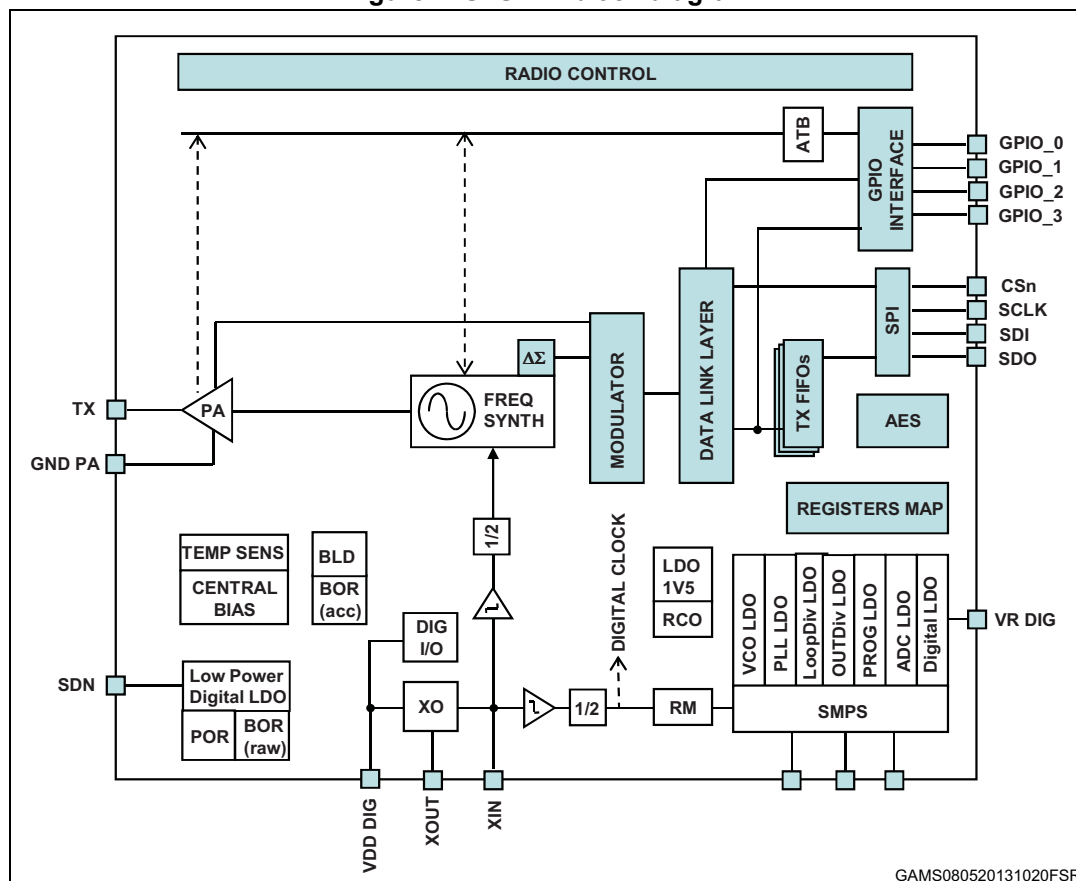 RADIO CONTROL
ATB
GPIO
INTERFACE
GPIO_0
GPIO_1
GPIO_2
GPIO_3
CSn
SCLK
SDI
SDO
SPI
DATA LINK LAYER
MODULATOR
TX FIFOs
AES
REGISTERS MAP
ΔΣ
FREQ
SYNTH
PA
TX
GND PA
1/2
TEMP SENS
CENTRAL
BIAS
BLD
BOR
(acc)
DIG
I/O
DIGITAL CLOCK
LDO
1V5
RCO
VCO LDO
PLL LDO
LoopDiv LDO
OUTDiv LDO
PROG LDO
ADC LDO
Digital LDO
VR DIG
SDN
Low Power
Digital LDO
POR
BOR
(raw)
XO
1/2
RM
SMPS
VDD DIG
XOUT
XIN
GAMS080520131020FSR